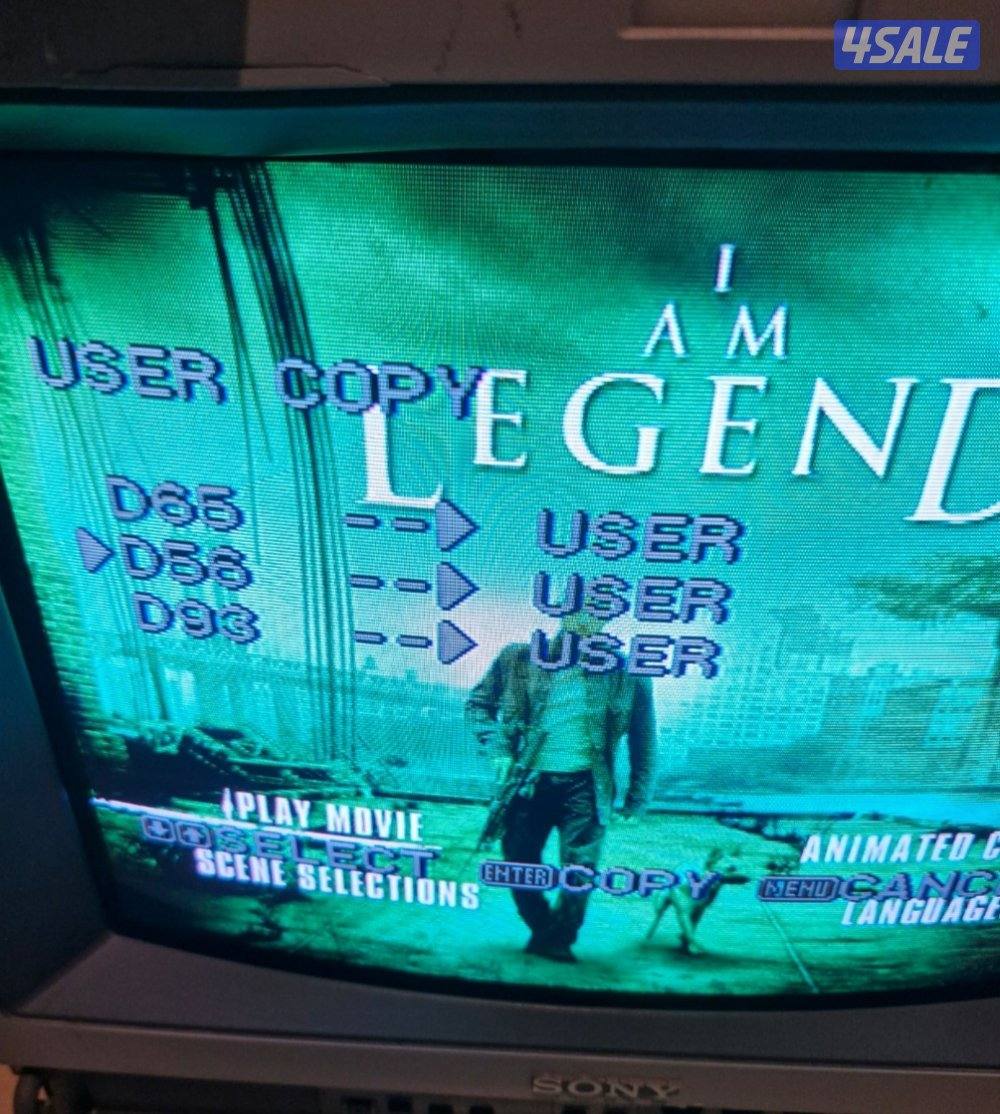 4SALE
I
AM
LEGEND
USER COPY
D65 --> USER
D56 --> USER
D93 --> USER
PLAY MOVIE
SELECT
SCENE SELECTIONS
ENTER COPY
MENU CANC
ANIMATED C
LANGUAGE
SONY